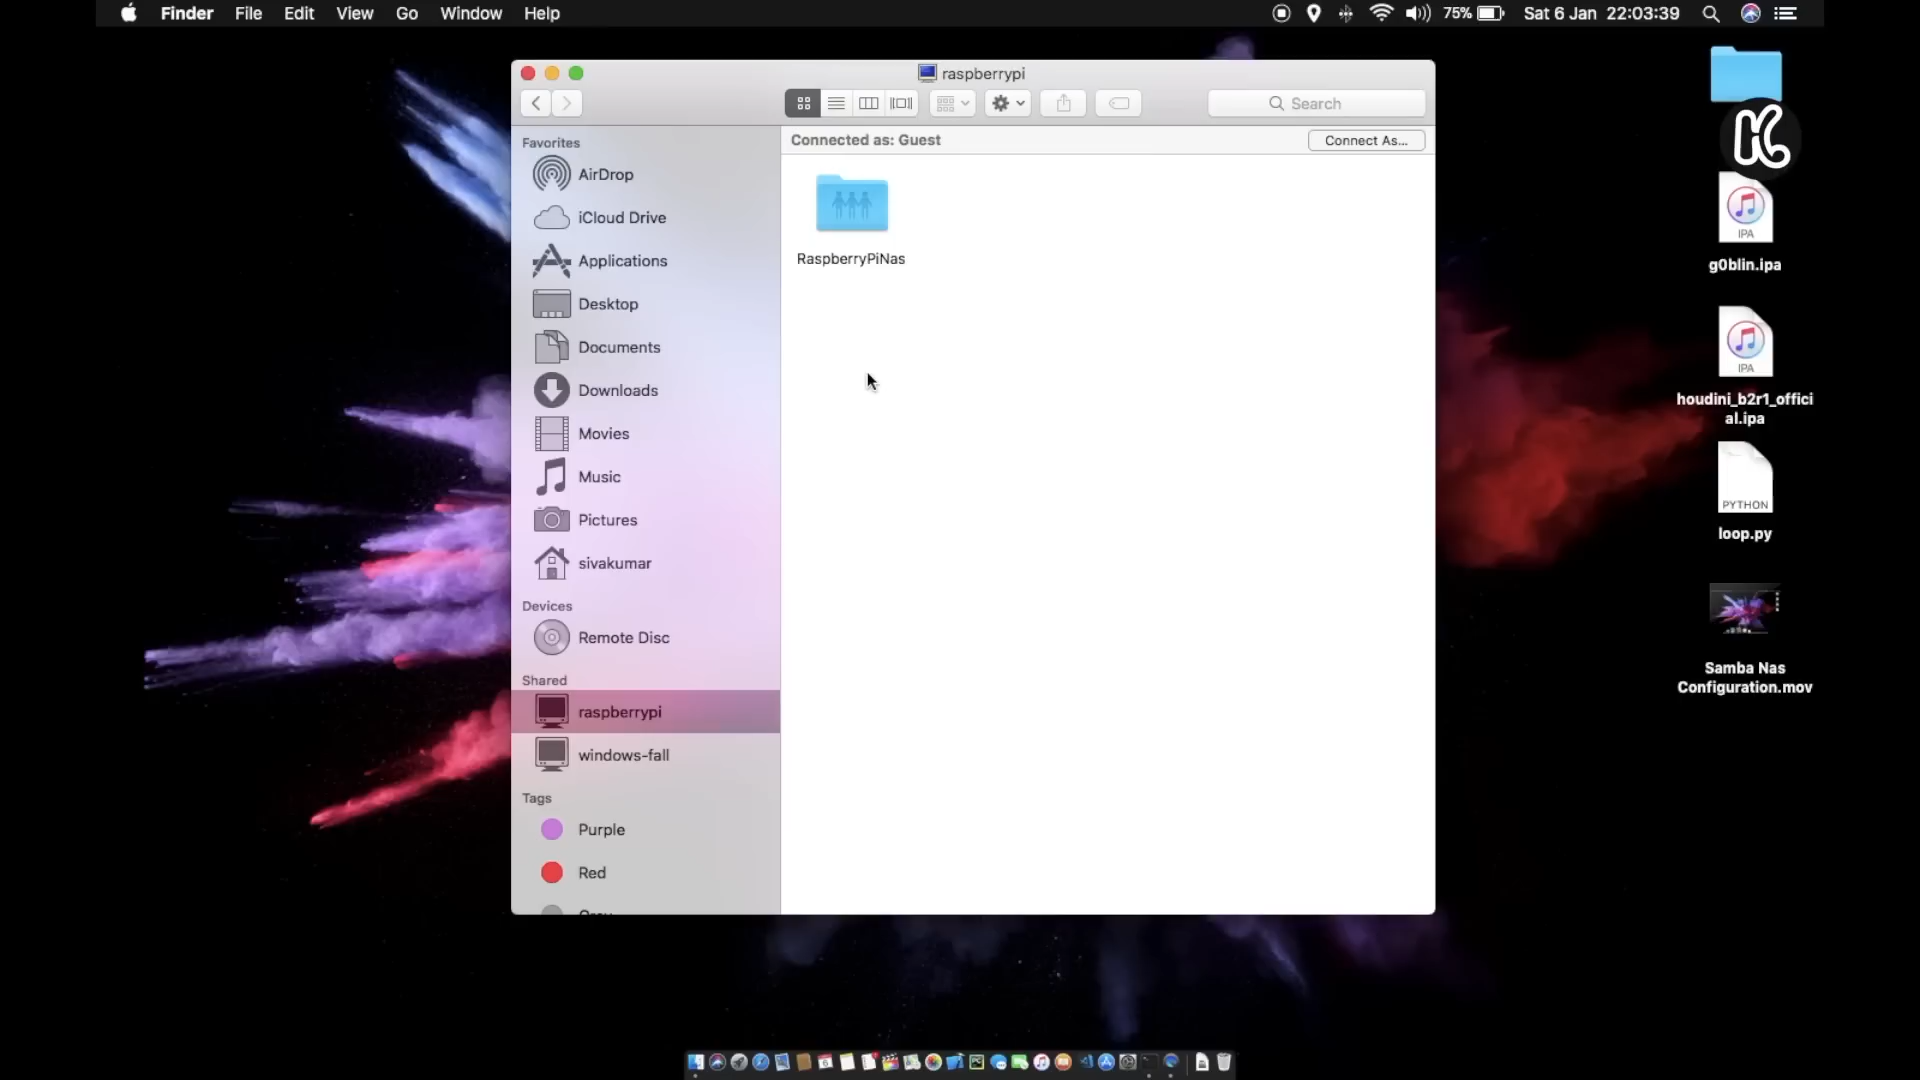 Finder File Edit View Go Window Help
75% Sat 6 Jan 22:03:39
raspberrypi
Search
Favorites
Connected as: Guest
Connect As...
AirDrop
iCloud Drive
Applications
Desktop
Documents
Downloads
Movies
Music
Pictures
sivakumar
Devices
Remote Disc
Shared
raspberrypi
windows-fall
Tags
Purple
Red
RaspberryPiNas
IPA
g0blin.ipa
IPA
houdini_b2r1_offici
al.ipa
PYTHON
loop.py
Samba Nas
Configuration.mov